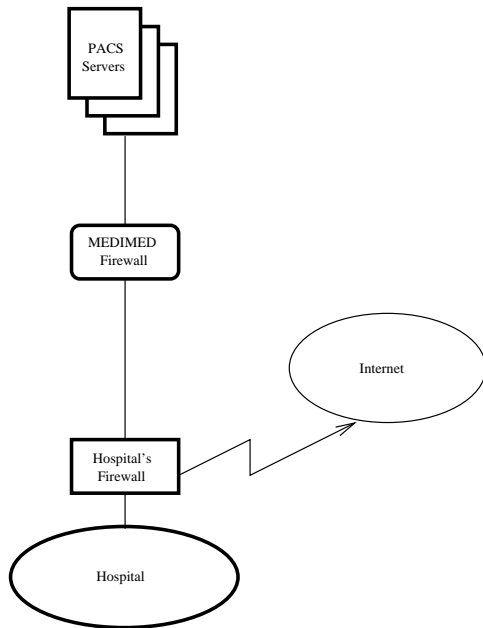 PACS
Servers
MEDIMED
Firewall
Internet
Hospital's
Firewall
Hospital